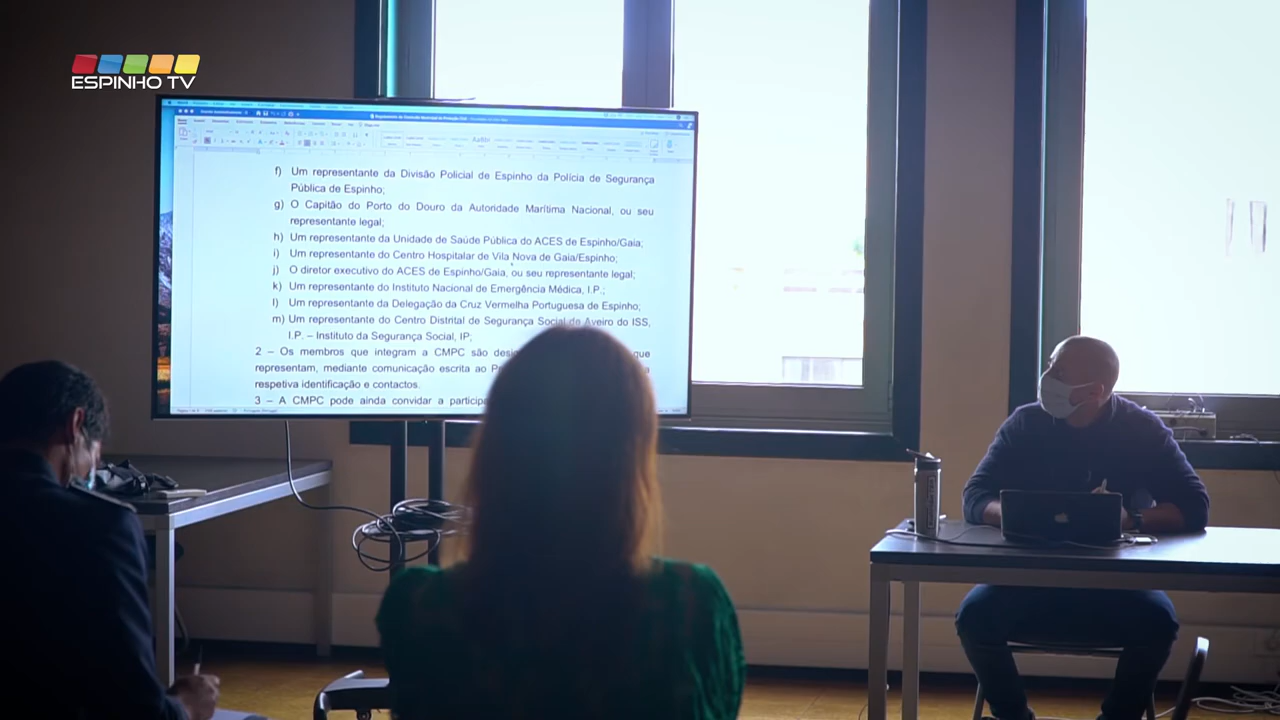 ESPINHO TV
f) Um representante da Divisão Policial de Espinho da Polícia de Segurança
Pública de Espinho;
g) O Capitão do Porto do Douro da Autoridade Marítima Nacional, ou seu
representante legal;
h) Um representante da Unidade de Saúde Pública do ACES de Espinho/Gaia;
i) Um representante do Centro Hospitalar de Vila Nova de Gaia/Espinho;
j) O diretor executivo do ACES de Espinho/Gaia, ou seu representante legal;
k) Um representante do Instituto Nacional de Emergência Médica, I.P.;
l) Um representante da Delegação da Cruz Vermelha Portuguesa de Espinho;
m) Um representante do Centro Distrital de Segurança Social de Aveiro do ISS,
I.P. – Instituto da Segurança Social, IP;
2 – Os membros que integram a CMPC são que
representam, mediante comunicação escrita ao
respetiva identificação e contactos.
3 – A CMPC pode ainda convidar a